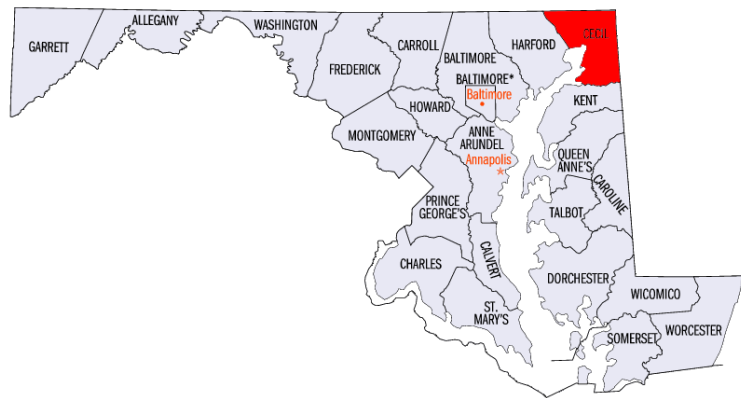 GARRETT
ALLEGANY
WASHINGTON
FREDERICK
CARROLL
BALTIMORE
HARFORD
BALTIMORE*
Baltimore
HOWARD
MONTGOMERY
ANNE
ARUNDEL
Annapolis
KENT
QUEEN
ANNE'S
CAROLINE
TALBOT
PRINCE
GEORGE'S
CALVERT
CHARLES
ST.
MARY'S
DORCHESTER
WICOMICO
SOMERSET
WORCESTER